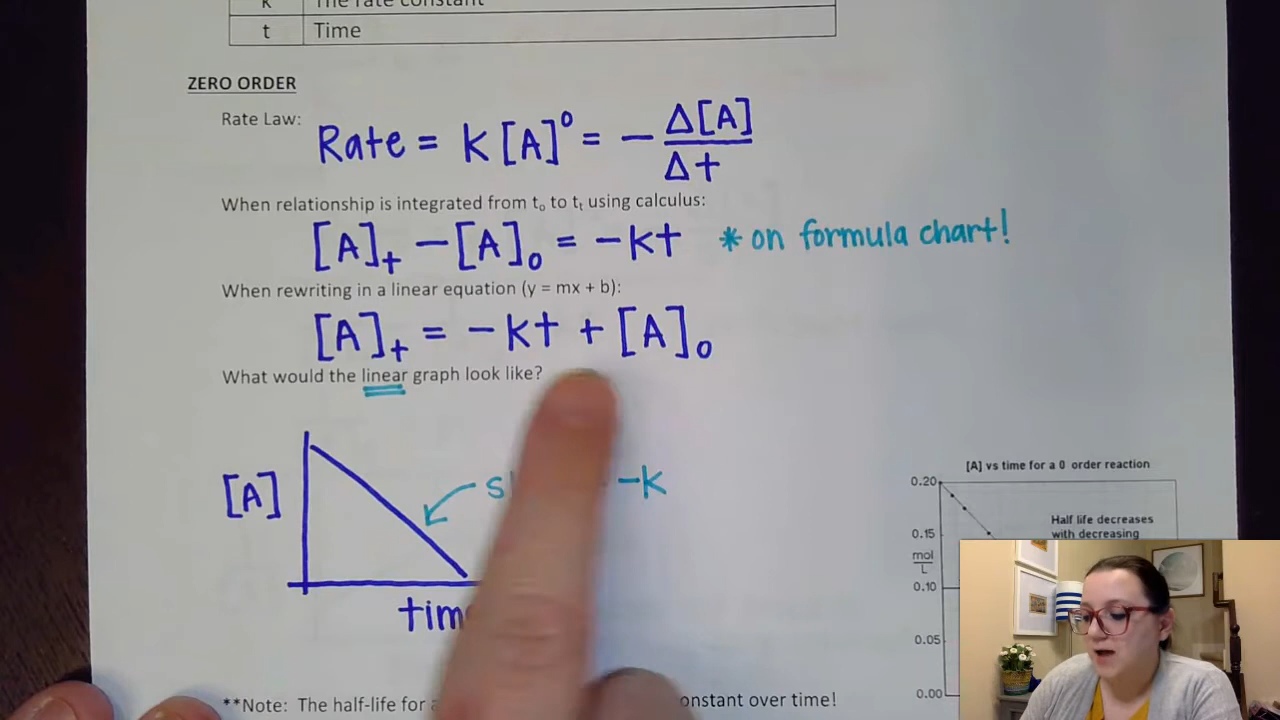 k The rate constant
t Time
ZERO ORDER
Rate Law:
Rate = k[A]⁰ = - Δ[A]/Δt
When relationship is integrated from t₀ to tₜ using calculus:
[A]ₜ - [A]₀ = -kt * on formula chart!
When rewriting in a linear equation (y = mx + b):
[A]ₜ = -kt + [A]₀
What would the linear graph look like?
[A]
-k
[A] vs time for a 0 order reaction
0.20
Half life decreases
with decreasing
0.15
mol
L
0.10
0.05
0.00
**Note: The half-life for over time!